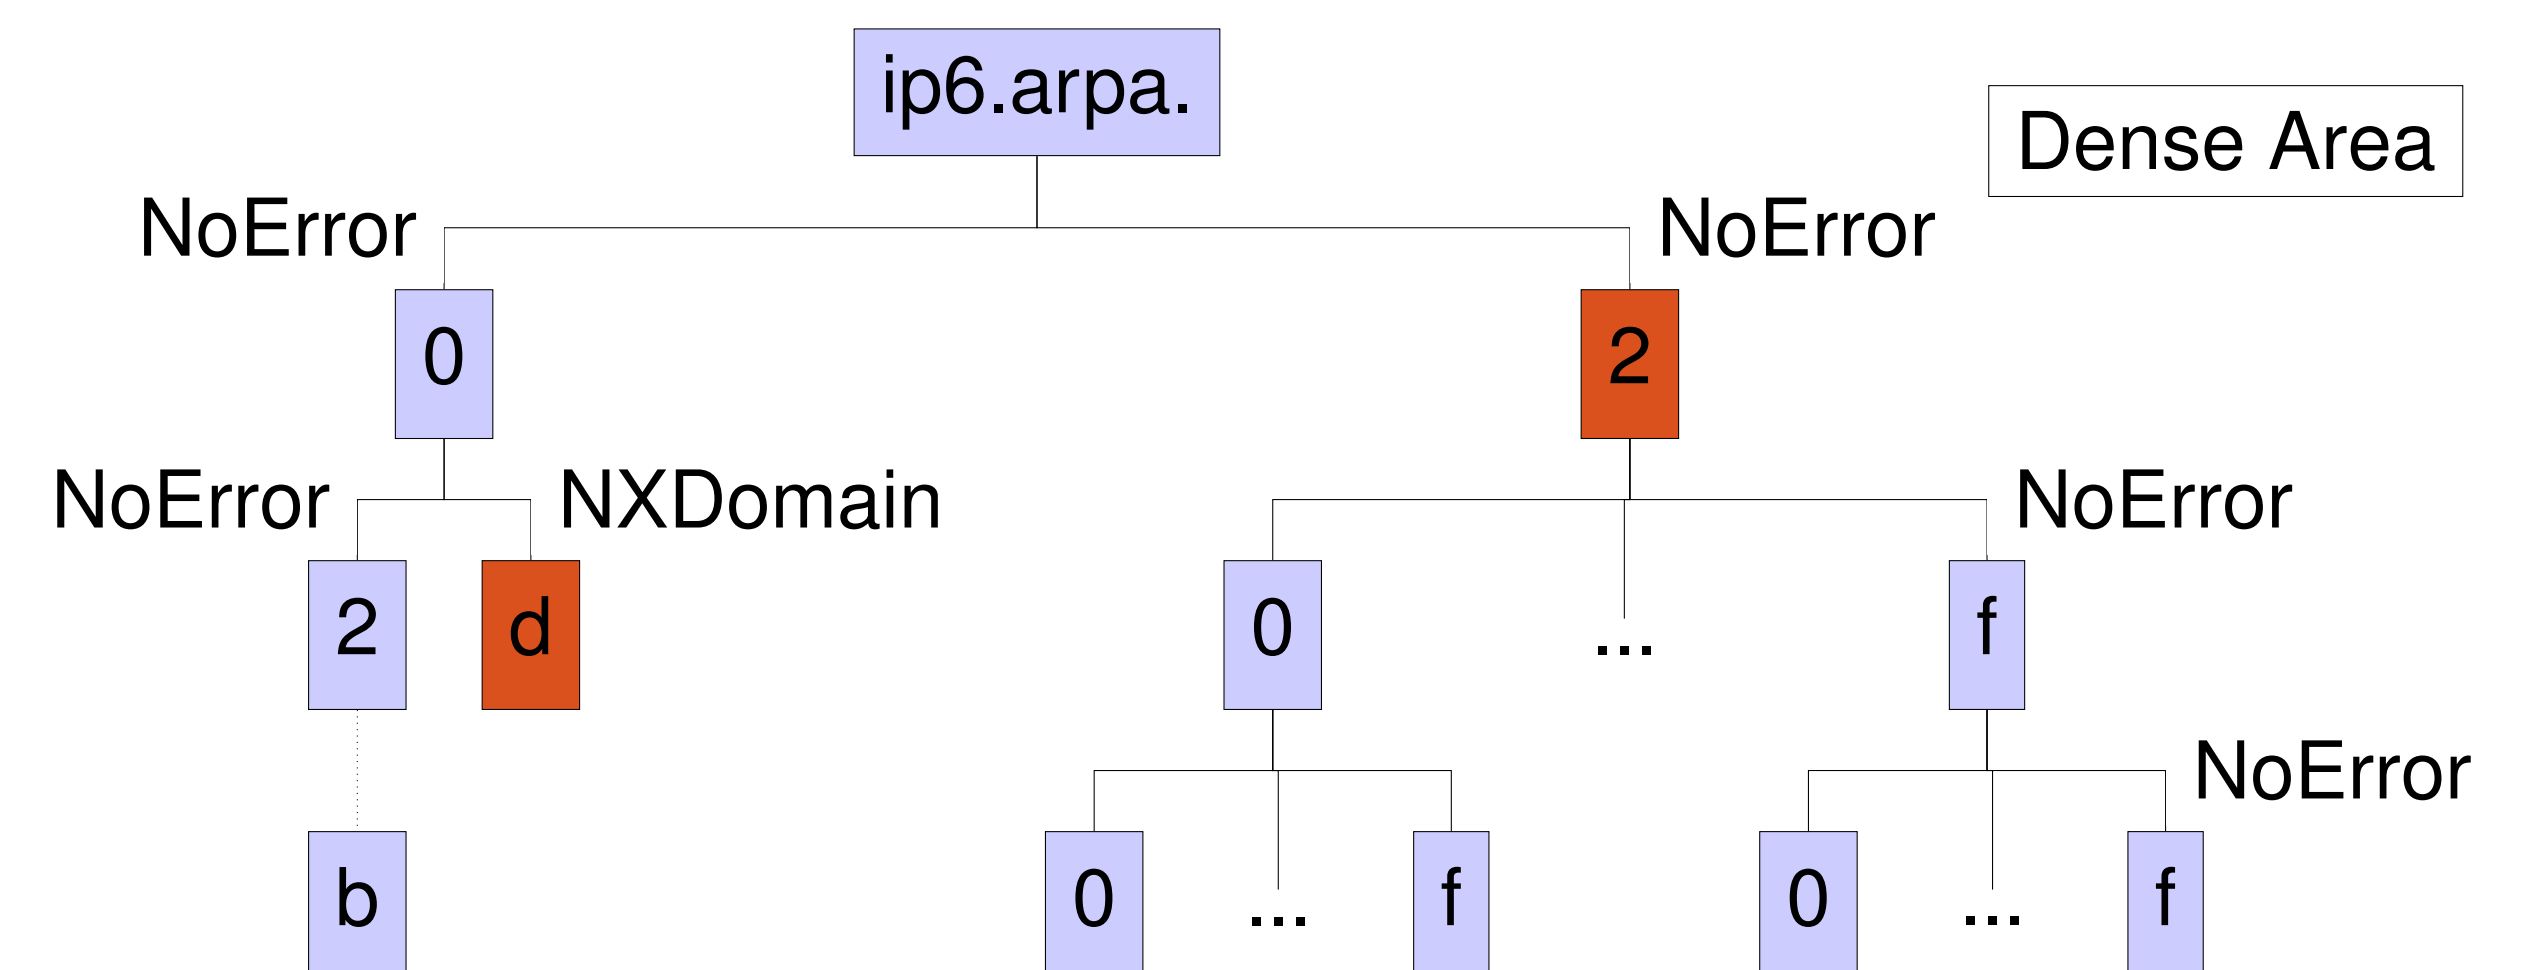 ip6.arpa.
Dense Area
NoError
NoError
0
2
NoError
NXDomain
NoError
2
d
0
...
f
NoError
b
0
...
f
0
...
f